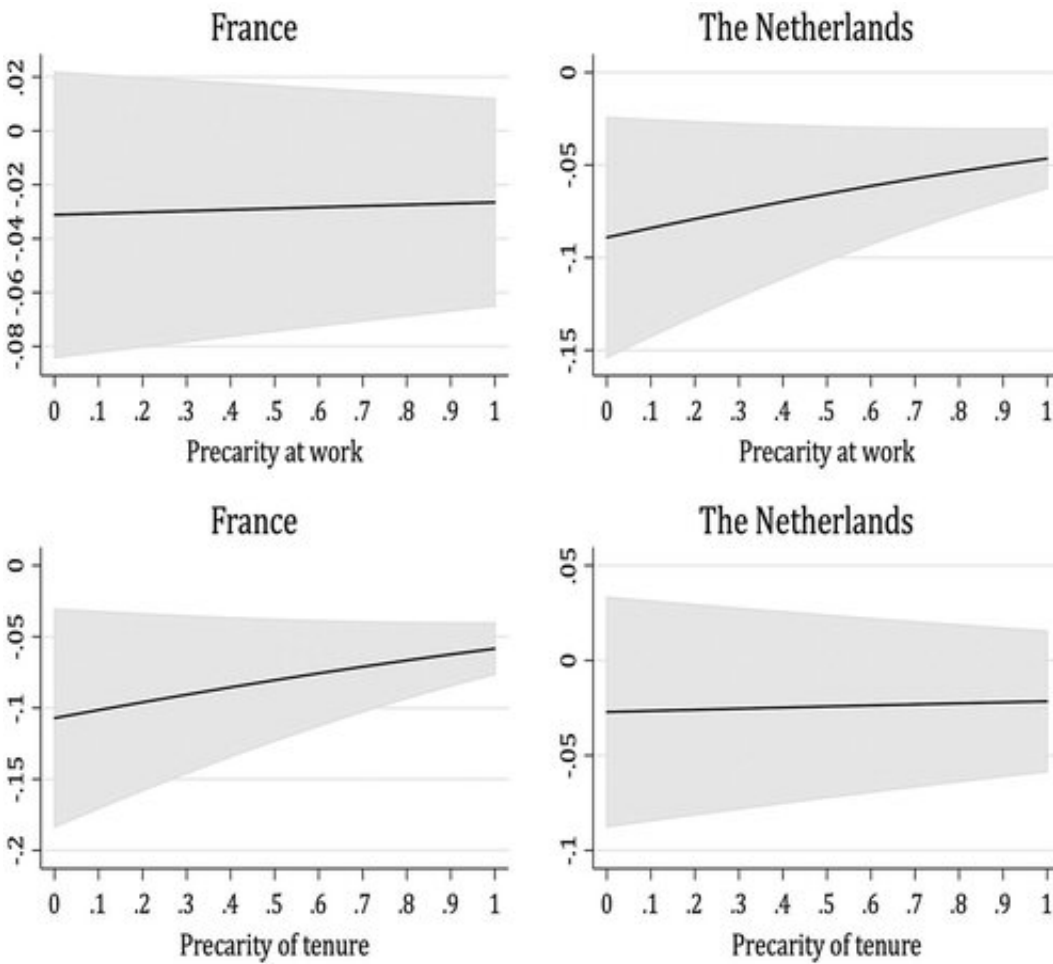 France
.02
0
-.02
-.04
-.06
-.08
0 .1 .2 .3 .4 .5 .6 .7 .8 .9 1
Precarity at work
The Netherlands
0
-.05
-.1
-.15
0 .1 .2 .3 .4 .5 .6 .7 .8 .9 1
Precarity at work
France
0
-.05
-.1
-.15
-.2
0 .1 .2 .3 .4 .5 .6 .7 .8 .9 1
Precarity of tenure
The Netherlands
.05
0
-.05
-.1
0 .1 .2 .3 .4 .5 .6 .7 .8 .9 1
Precarity of tenure